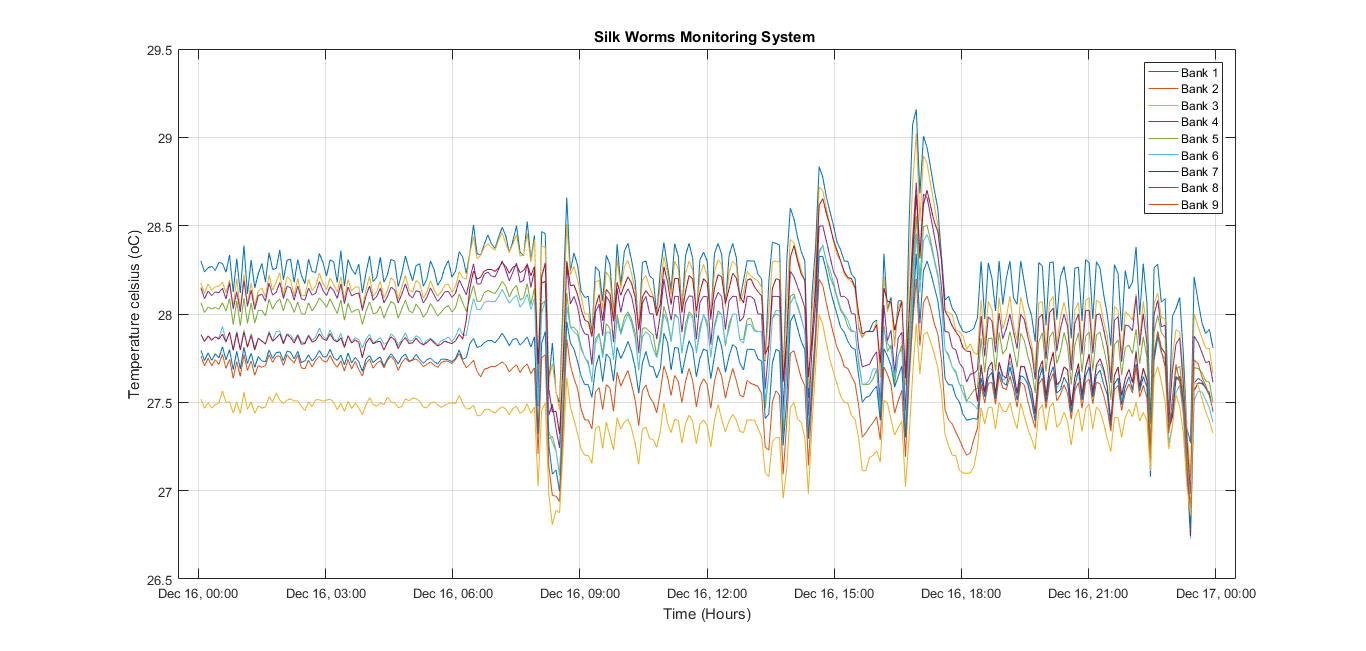 Silk Worms Monitoring System
29.5
29
28.5
28
27.5
27
26.5
Temperature celsius (oC)
Bank 1
Bank 2
Bank 3
Bank 4
Bank 5
Bank 6
Bank 7
Bank 8
Bank 9
Dec 16, 00:00 Dec 16, 03:00 Dec 16, 06:00 Dec 16, 09:00 Dec 16, 12:00 Dec 16, 15:00 Dec 16, 18:00 Dec 16, 21:00 Dec 17, 00:00
Time (Hours)